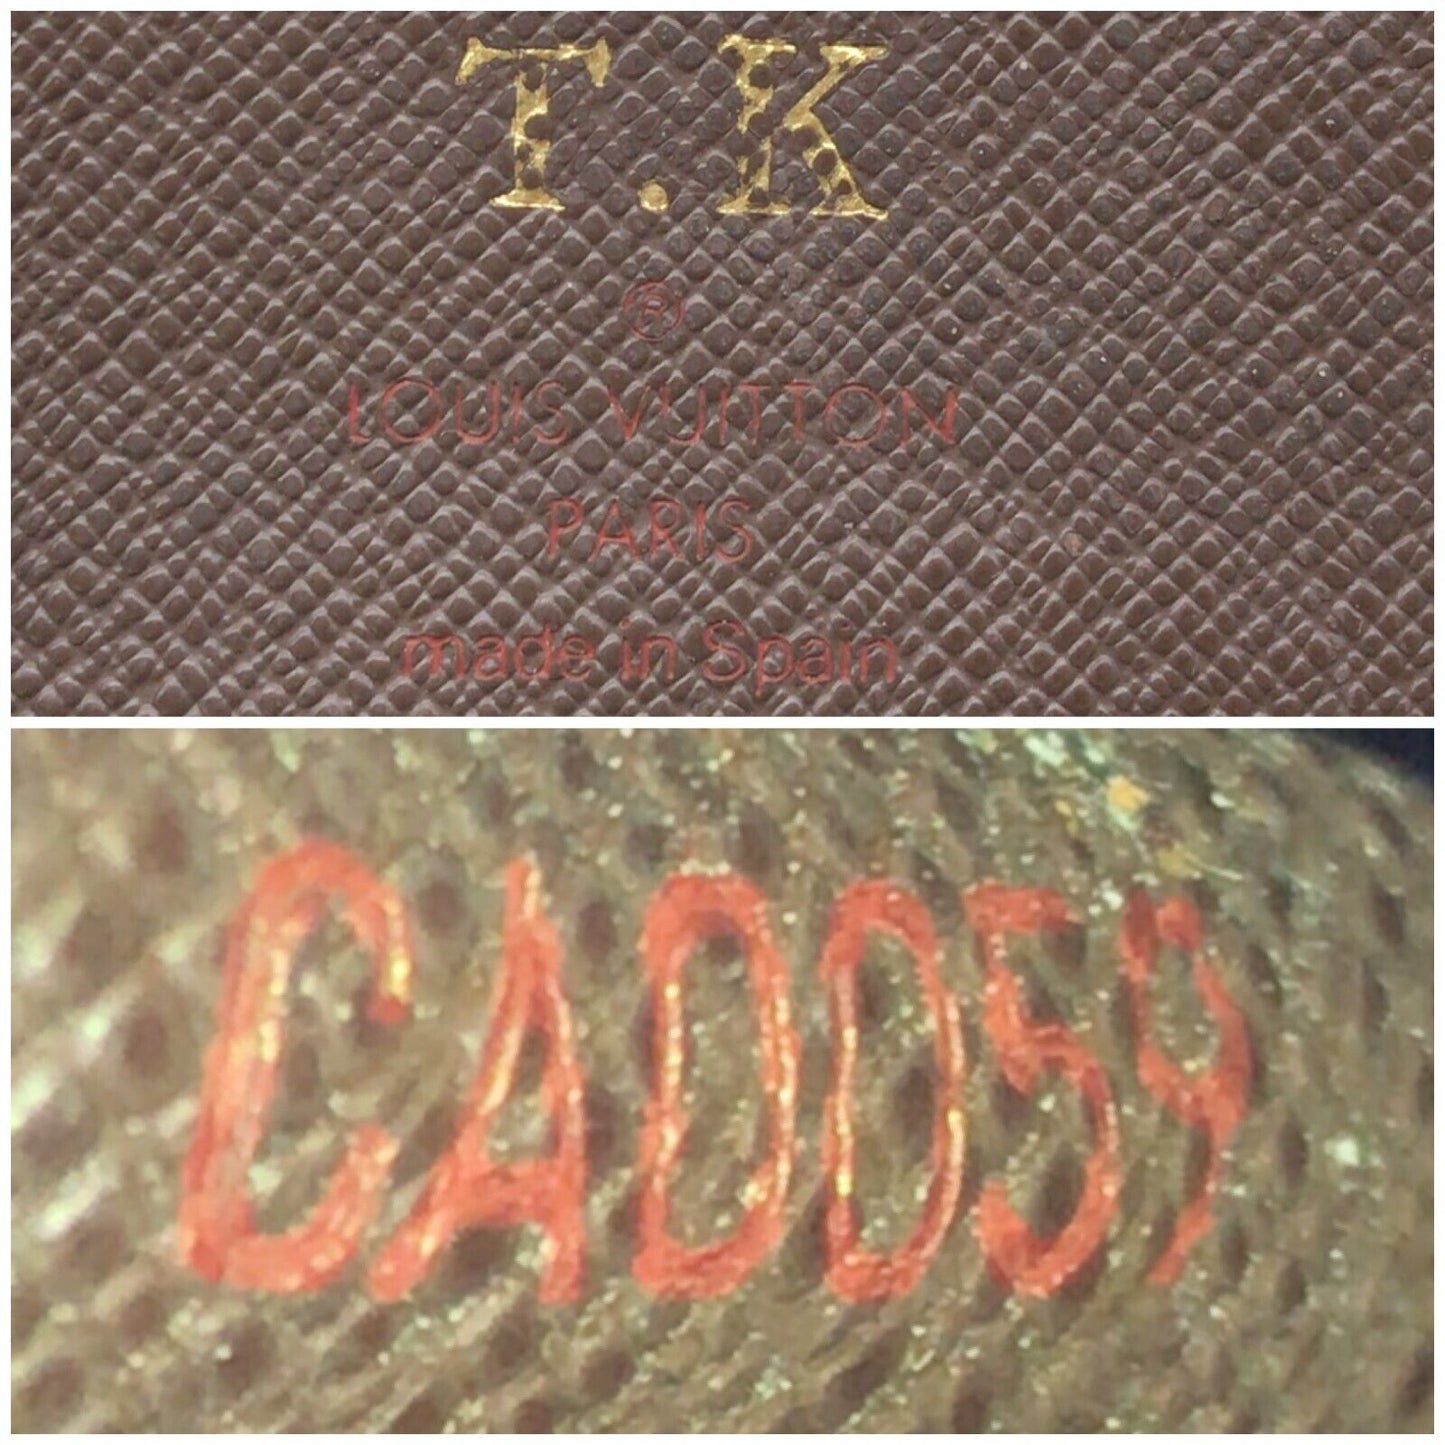 T.K
®
LOUIS VUITTON
PARIS
made in Spain
CA0059